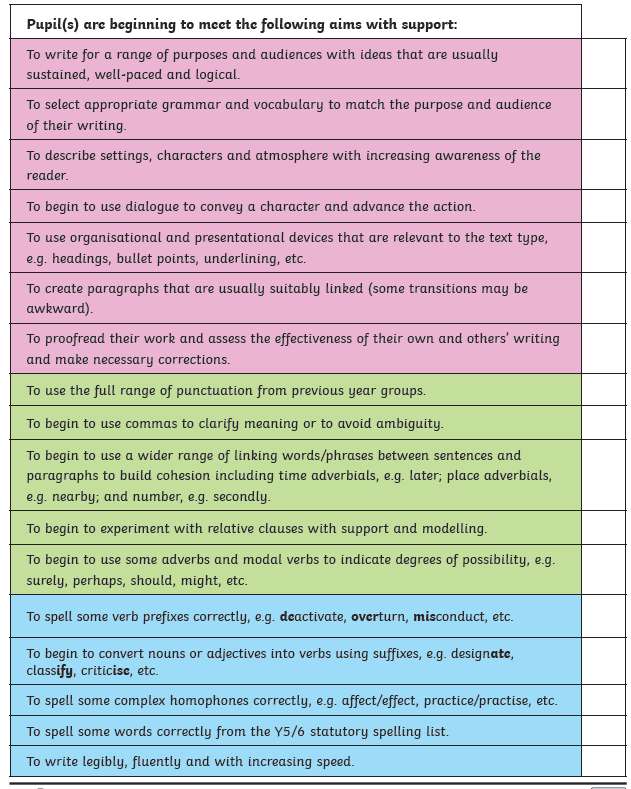 Pupil(s) are beginning to meet the following aims with support:
To write for a range of purposes and audiences with ideas that are usually
sustained, well-paced and logical.
To select appropriate grammar and vocabulary to match the purpose and audience
of their writing.
To describe settings, characters and atmosphere with increasing awareness of the
reader.
To begin to use dialogue to convey a character and advance the action.
To use organisational and presentational devices that are relevant to the text type,
e.g. headings, bullet points, underlining, etc.
To create paragraphs that are usually suitably linked (some transitions may be
awkward).
To proofread their work and assess the effectiveness of their own and others’ writing
and make necessary corrections.
To use the full range of punctuation from previous year groups.
To begin to use commas to clarify meaning or to avoid ambiguity.
To begin to use a wider range of linking words/phrases between sentences and
paragraphs to build cohesion including time adverbials, e.g. later; place adverbials,
e.g. nearby; and number, e.g. secondly.
To begin to experiment with relative clauses with support and modelling.
To begin to use some adverbs and modal verbs to indicate degrees of possibility, e.g.
surely, perhaps, should, might, etc.
To spell some verb prefixes correctly, e.g. deactivate, overturn, misconduct, etc.
To begin to convert nouns or adjectives into verbs using suffixes, e.g. designate,
classify, criticise, etc.
To spell some complex homophones correctly, e.g. affect/effect, practice/practise, etc.
To spell some words correctly from the Y5/6 statutory spelling list.
To write legibly, fluently and with increasing speed.